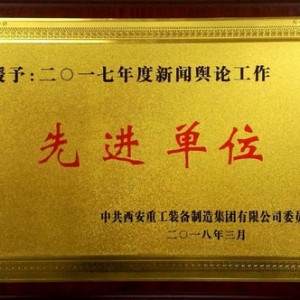 授予:二〇一七年度新闻舆论工作
先进单位
中共西安重工装备制造集团有限公司委员
二〇一八年三月